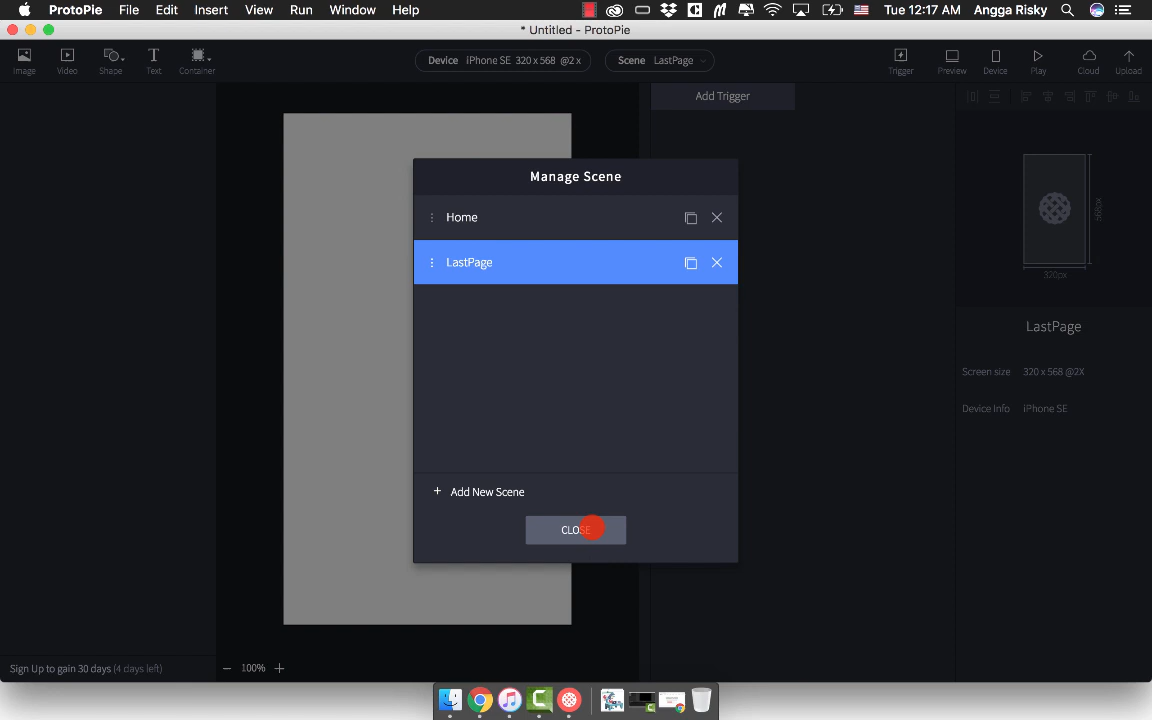 ProtoPie File Edit Insert View Run Window Help Tue 12:17 AM Angga Risky
* Untitled - ProtoPie
Image Video Shape Text Container
Device iPhone SE 320 x 568 @2 x
Scene LastPage
Trigger Preview Device Play Cloud Upload
Add Trigger
Manage Scene
Home
LastPage
Add New Scene
CLOSE
568px
320px
LastPage
Screen size 320 x 568 @2X
Device Info iPhone SE
Sign Up to gain 30 days (4 days left)
100%